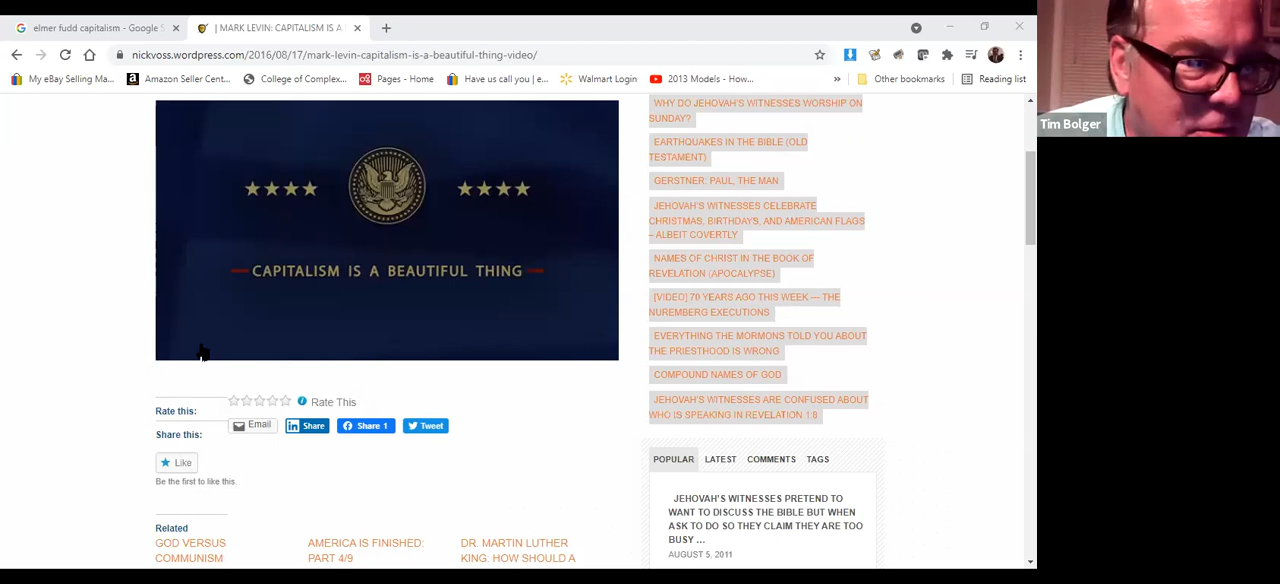 elmer fudd capitalism - Google S
| MARK LEVIN: CAPITALISM IS A
nickvoss.wordpress.com/2016/08/17/mark-levin-capitalism-is-a-beautiful-thing-video/
My eBay Selling Ma...
Amazon Seller Cent...
College of Complex...
Pages - Home
Have us call you | e...
Walmart Login
2013 Models - How...
»
Other bookmarks
Reading list
Tim Bolger
CAPITALISM IS A BEAUTIFUL THING
Rate this:
Rate This
Share this:
Email
Share
Share 1
Tweet
Like
Be the first to like this.
Related
GOD VERSUS
COMMUNISM
AMERICA IS FINISHED:
PART 4/9
DR. MARTIN LUTHER
KING: HOW SHOULD A
WHY DO JEHOVAH'S WITNESSES WORSHIP ON
SUNDAY?
EARTHQUAKES IN THE BIBLE (OLD
TESTAMENT)
GERSTNER: PAUL, THE MAN
JEHOVAH'S WITNESSES CELEBRATE
CHRISTMAS, BIRTHDAYS, AND AMERICAN FLAGS
– ALBEIT COVERTLY
NAMES OF CHRIST IN THE BOOK OF
REVELATION (APOCALYPSE)
[VIDEO] 70 YEARS AGO THIS WEEK — THE
NUREMBERG EXECUTIONS
EVERYTHING THE MORMONS TOLD YOU ABOUT
THE PRIESTHOOD IS WRONG
COMPOUND NAMES OF GOD
JEHOVAH'S WITNESSES ARE CONFUSED ABOUT
WHO IS SPEAKING IN REVELATION 1:8
POPULAR LATEST COMMENTS TAGS
JEHOVAH'S WITNESSES PRETEND TO
WANT TO DISCUSS THE BIBLE BUT WHEN
ASK TO DO SO THEY CLAIM THEY ARE TOO
BUSY ...
AUGUST 5, 2011